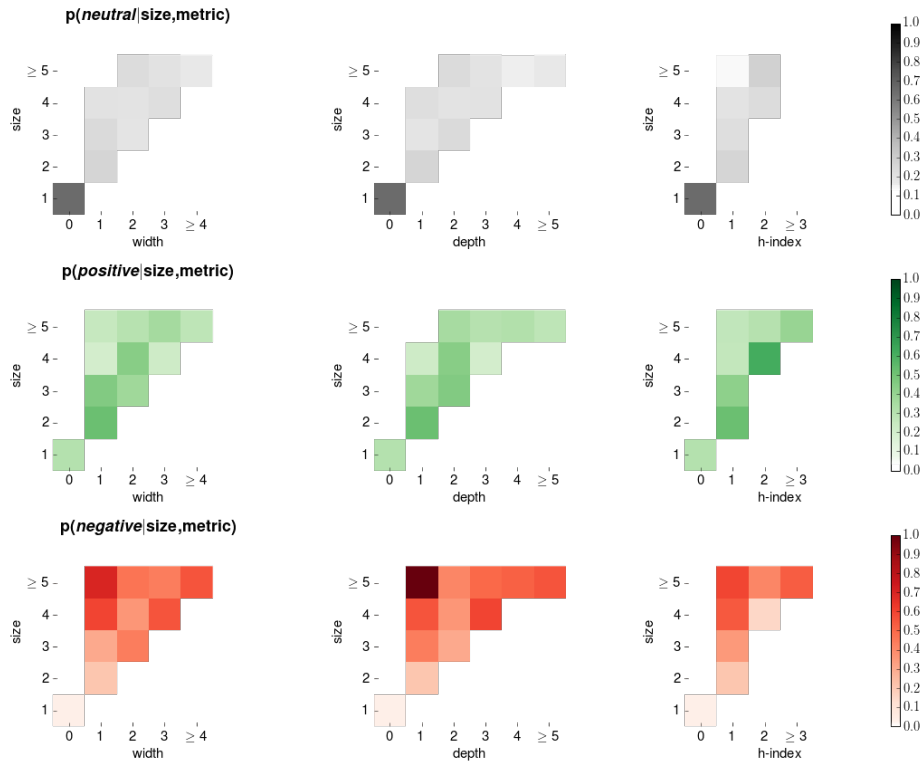 p(neutral|size,metric)
≥ 5
4
3
2
1
size
0 1 2 3 ≥ 4
width
≥ 5
4
3
2
1
size
0 1 2 3 4 ≥ 5
depth
≥ 5
4
3
2
1
size
0 1 2 ≥ 3
h-index
1.0
0.9
0.8
0.7
0.6
0.5
0.4
0.3
0.2
0.1
0.0
p(positive|size,metric)
≥ 5
4
3
2
1
size
0 1 2 3 ≥ 4
width
≥ 5
4
3
2
1
size
0 1 2 3 4 ≥ 5
depth
≥ 5
4
3
2
1
size
0 1 2 ≥ 3
h-index
1.0
0.9
0.8
0.7
0.6
0.5
0.4
0.3
0.2
0.1
0.0
p(negative|size,metric)
≥ 5
4
3
2
1
size
0 1 2 3 ≥ 4
width
≥ 5
4
3
2
1
size
0 1 2 3 4 ≥ 5
depth
≥ 5
4
3
2
1
size
0 1 2 ≥ 3
h-index
1.0
0.9
0.8
0.7
0.6
0.5
0.4
0.3
0.2
0.1
0.0